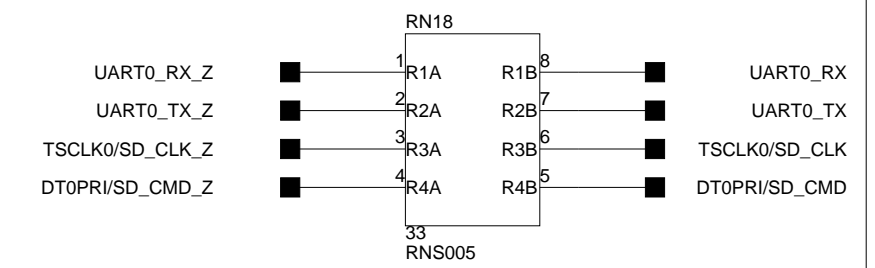 RN18
1 8
UART0_RX_Z R1A R1B UART0_RX
2 7
UART0_TX_Z R2A R2B UART0_TX
3 6
TSCLK0/SD_CLK_Z R3A R3B TSCLK0/SD_CLK
4 5
DT0PRI/SD_CMD_Z R4A R4B DT0PRI/SD_CMD
33
RNS005